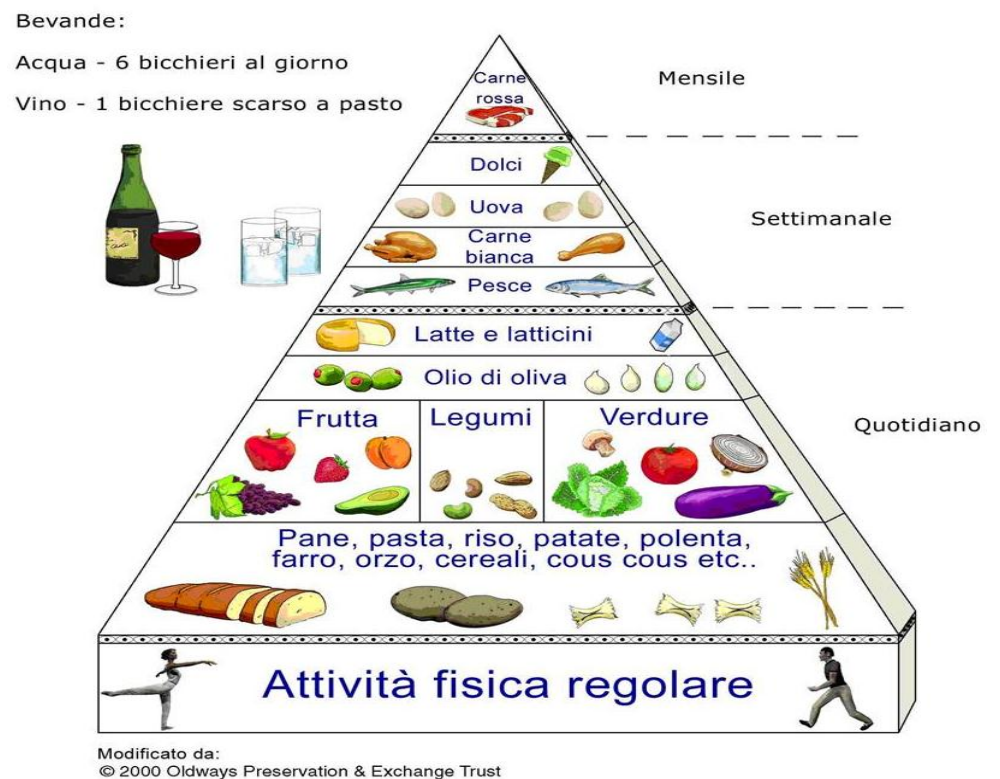 Bevande:
Acqua - 6 bicchieri al giorno
Vino - 1 bicchiere scarso a pasto
Carne
rossa
Mensile
Dolci
Uova
Settimanale
Carne
bianca
Pesce
Latte e latticini
Olio di oliva
Frutta
Legumi
Verdure
Quotidiano
Pane, pasta, riso, patate, polenta,
farro, orzo, cereali, cous cous etc..
Attività fisica regolare
Modificato da:
© 2000 Oldways Preservation & Exchange Trust